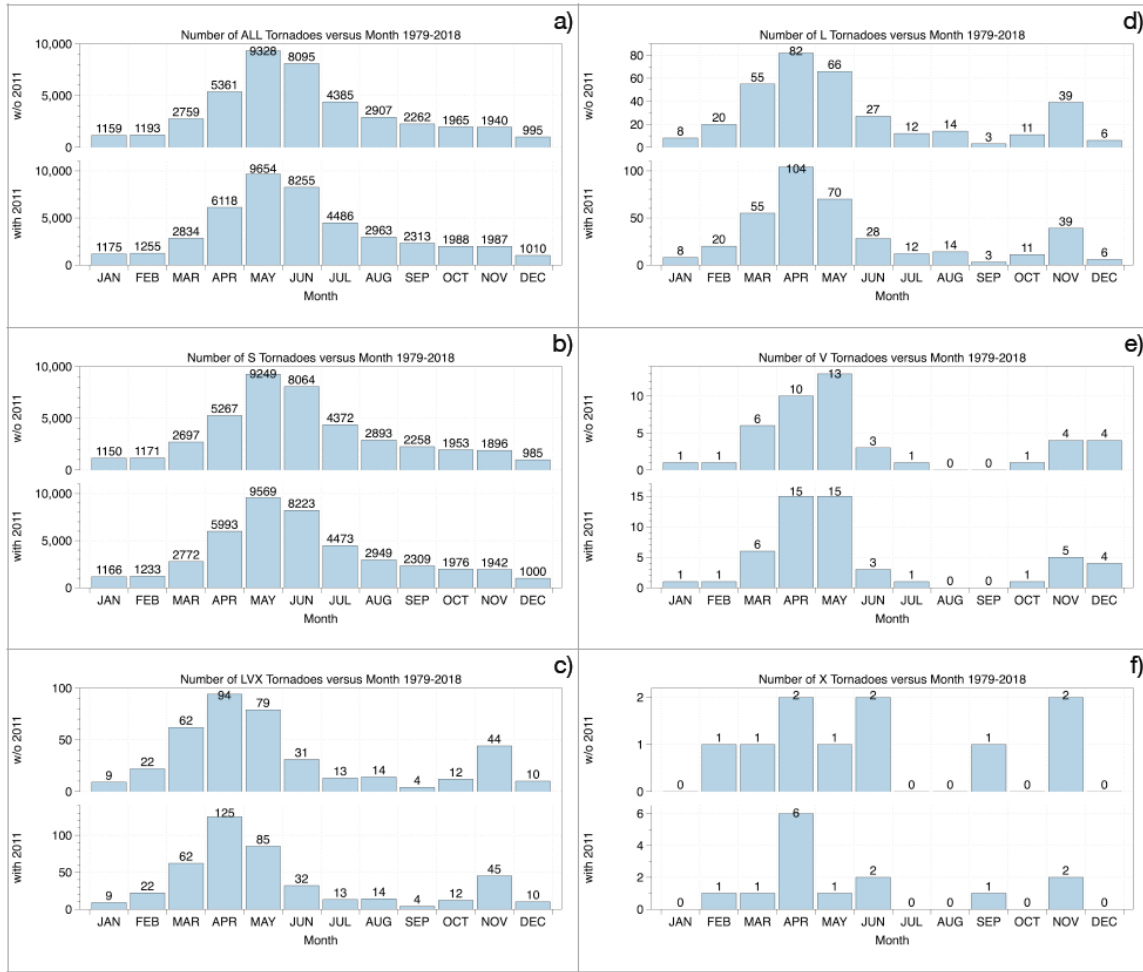 a)
Number of ALL Tornadoes versus Month 1979-2018
w/o 2011
10,000
5,000
0
1159 1193 2759 5361 9328 8095 4385 2907 2262 1965 1940 995
with 2011
10,000
5,000
0
1175 1255 2834 6118 9654 8255 4486 2963 2313 1988 1987 1010
JAN FEB MAR APR MAY JUN JUL AUG SEP OCT NOV DEC
Month
b)
Number of S Tornadoes versus Month 1979-2018
w/o 2011
10,000
5,000
0
1150 1171 2697 5267 9249 8064 4372 2893 2258 1953 1896 985
with 2011
10,000
5,000
0
1166 1233 2772 5993 9569 8223 4473 2949 2309 1976 1942 1000
JAN FEB MAR APR MAY JUN JUL AUG SEP OCT NOV DEC
Month
c)
Number of LVX Tornadoes versus Month 1979-2018
w/o 2011
100
50
0
9 22 62 94 79 31 13 14 4 12 44 10
with 2011
100
50
0
9 22 62 125 85 32 13 14 4 12 45 10
JAN FEB MAR APR MAY JUN JUL AUG SEP OCT NOV DEC
Month
d)
Number of L Tornadoes versus Month 1979-2018
w/o 2011
80
60
40
20
0
8 20 55 82 66 27 12 14 3 11 39 6
with 2011
100
50
0
8 20 55 104 70 28 12 14 3 11 39 6
JAN FEB MAR APR MAY JUN JUL AUG SEP OCT NOV DEC
Month
e)
Number of V Tornadoes versus Month 1979-2018
w/o 2011
10
5
0
1 1 6 10 13 3 1 0 0 1 4 4
with 2011
15
10
5
0
1 1 6 15 15 3 1 0 0 1 5 4
JAN FEB MAR APR MAY JUN JUL AUG SEP OCT NOV DEC
Month
f)
Number of X Tornadoes versus Month 1979-2018
w/o 2011
2
1
0
0 1 1 2 1 2 0 0 1 0 2 0
with 2011
6
4
2
0
0 1 1 6 1 2 0 0 1 0 2 0
JAN FEB MAR APR MAY JUN JUL AUG SEP OCT NOV DEC
Month